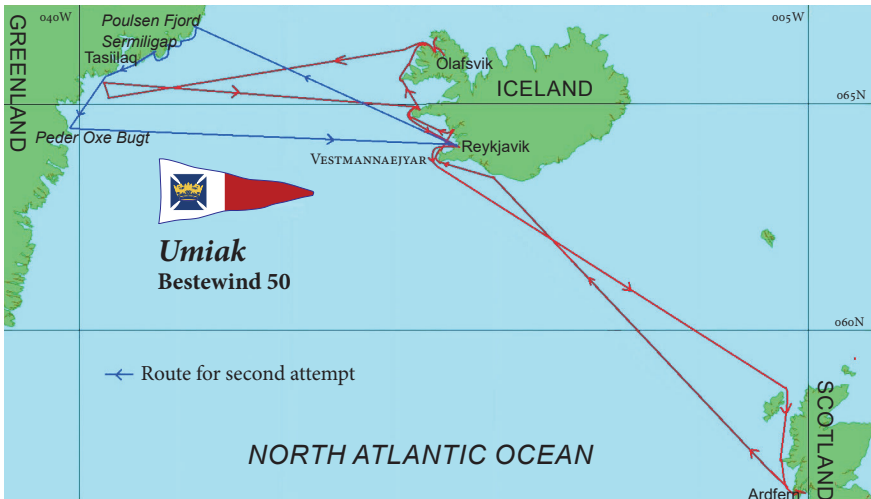 GREENLAND
040W
005W
Poulsen Fjord
Sermiligap
Tasiilaq
Olafsvik
ICELAND
065N
Peder Oxe Bugt
Reykjavik
VESTMANNAEJYAR
Umiak
Bestewind 50
060N
Route for second attempt
SCOTLAND
NORTH ATLANTIC OCEAN
Ardfern